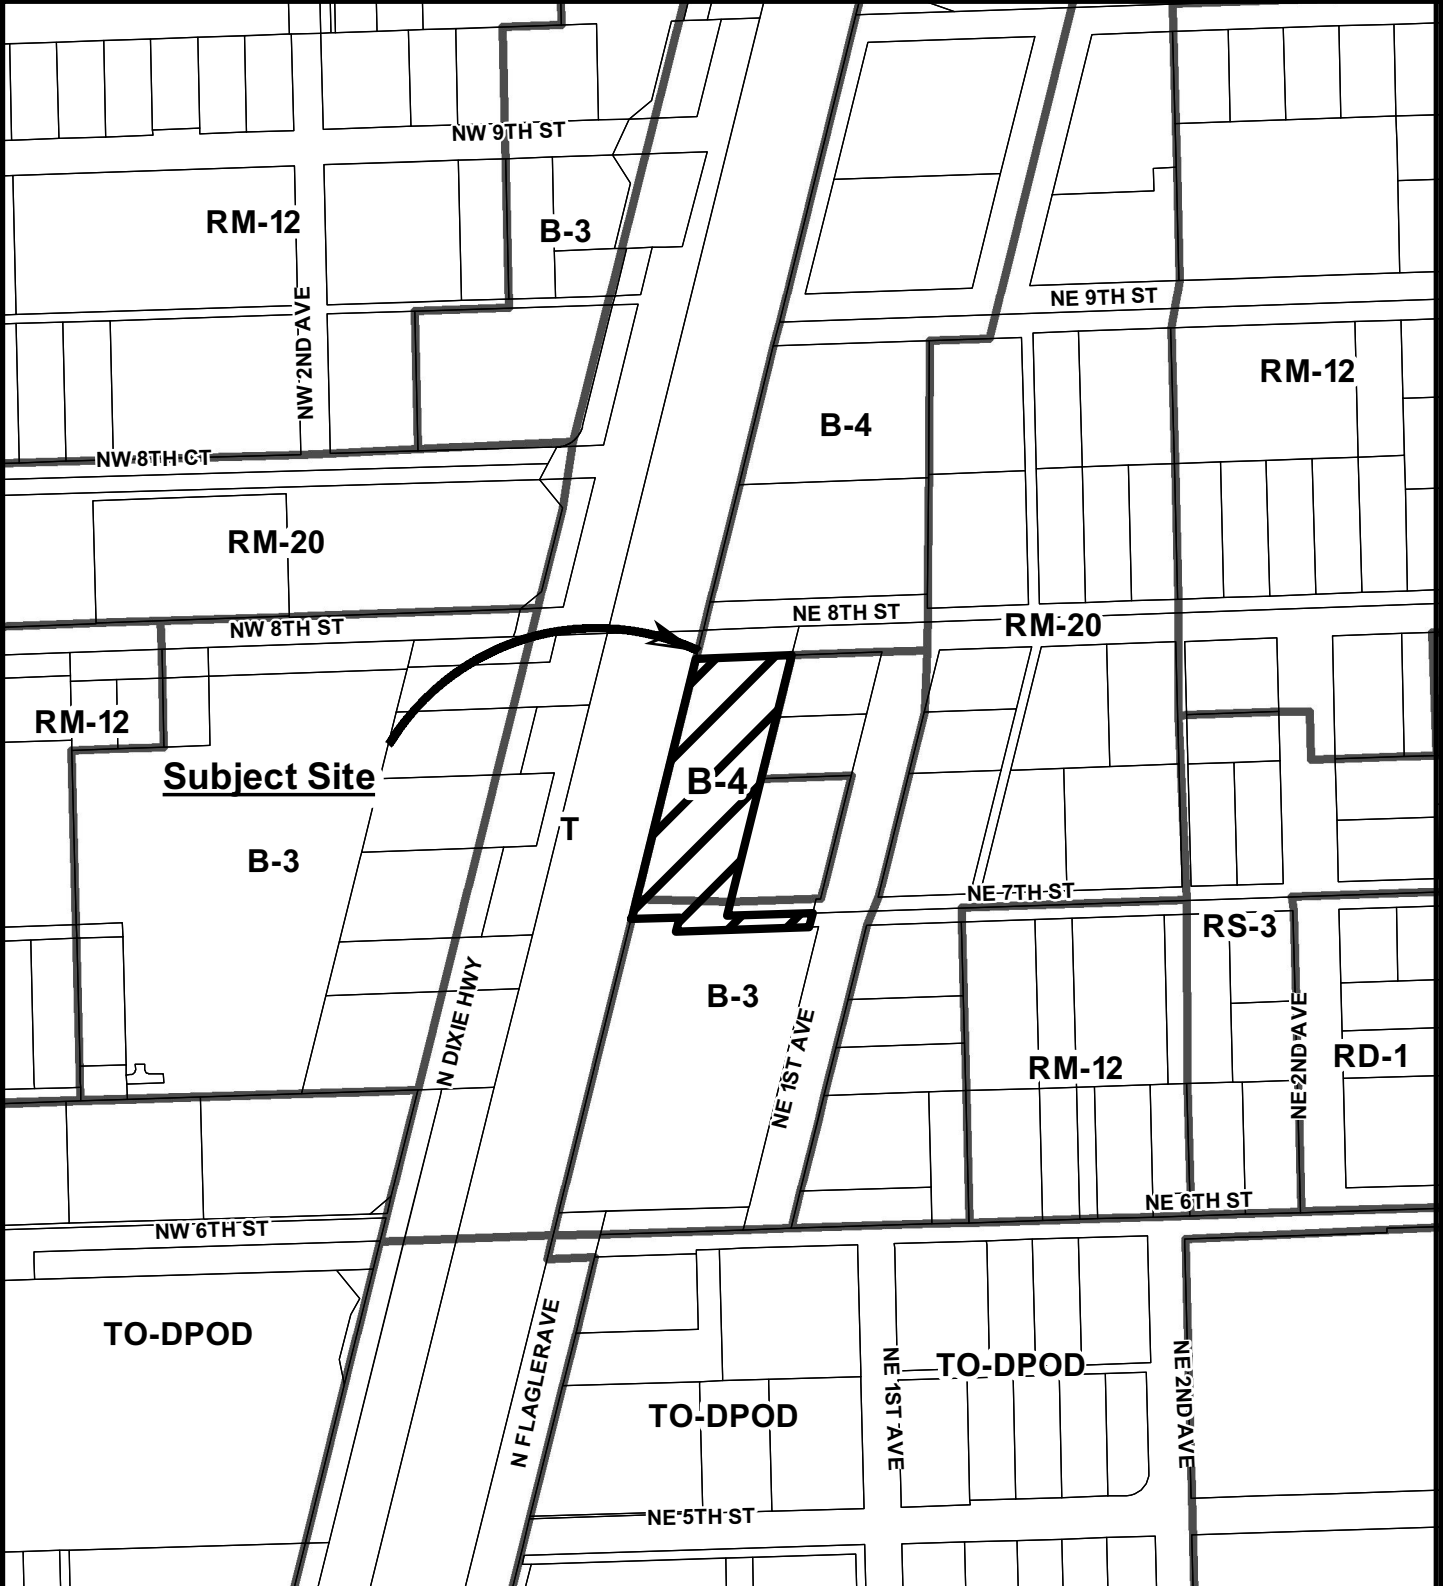 NW 9TH ST
RM-12
B-3
NW 2ND AVE
NE 9TH ST
RM-12
B-4
NW 8TH CT
RM-20
NE 8TH ST
NW 8TH ST
RM-20
RM-12
Subject Site
B-4
T
B-3
NE 7TH ST
RS-3
B-3
N DIXIE HWY
NE 1ST AVE
NE 2ND AVE
RM-12
RD-1
NE 6TH ST
NW 6TH ST
TO-DPOD
N FLAGLER AVE
NE 1ST AVE
TO-DPOD
NE 2ND AVE
TO-DPOD
NE 5TH ST